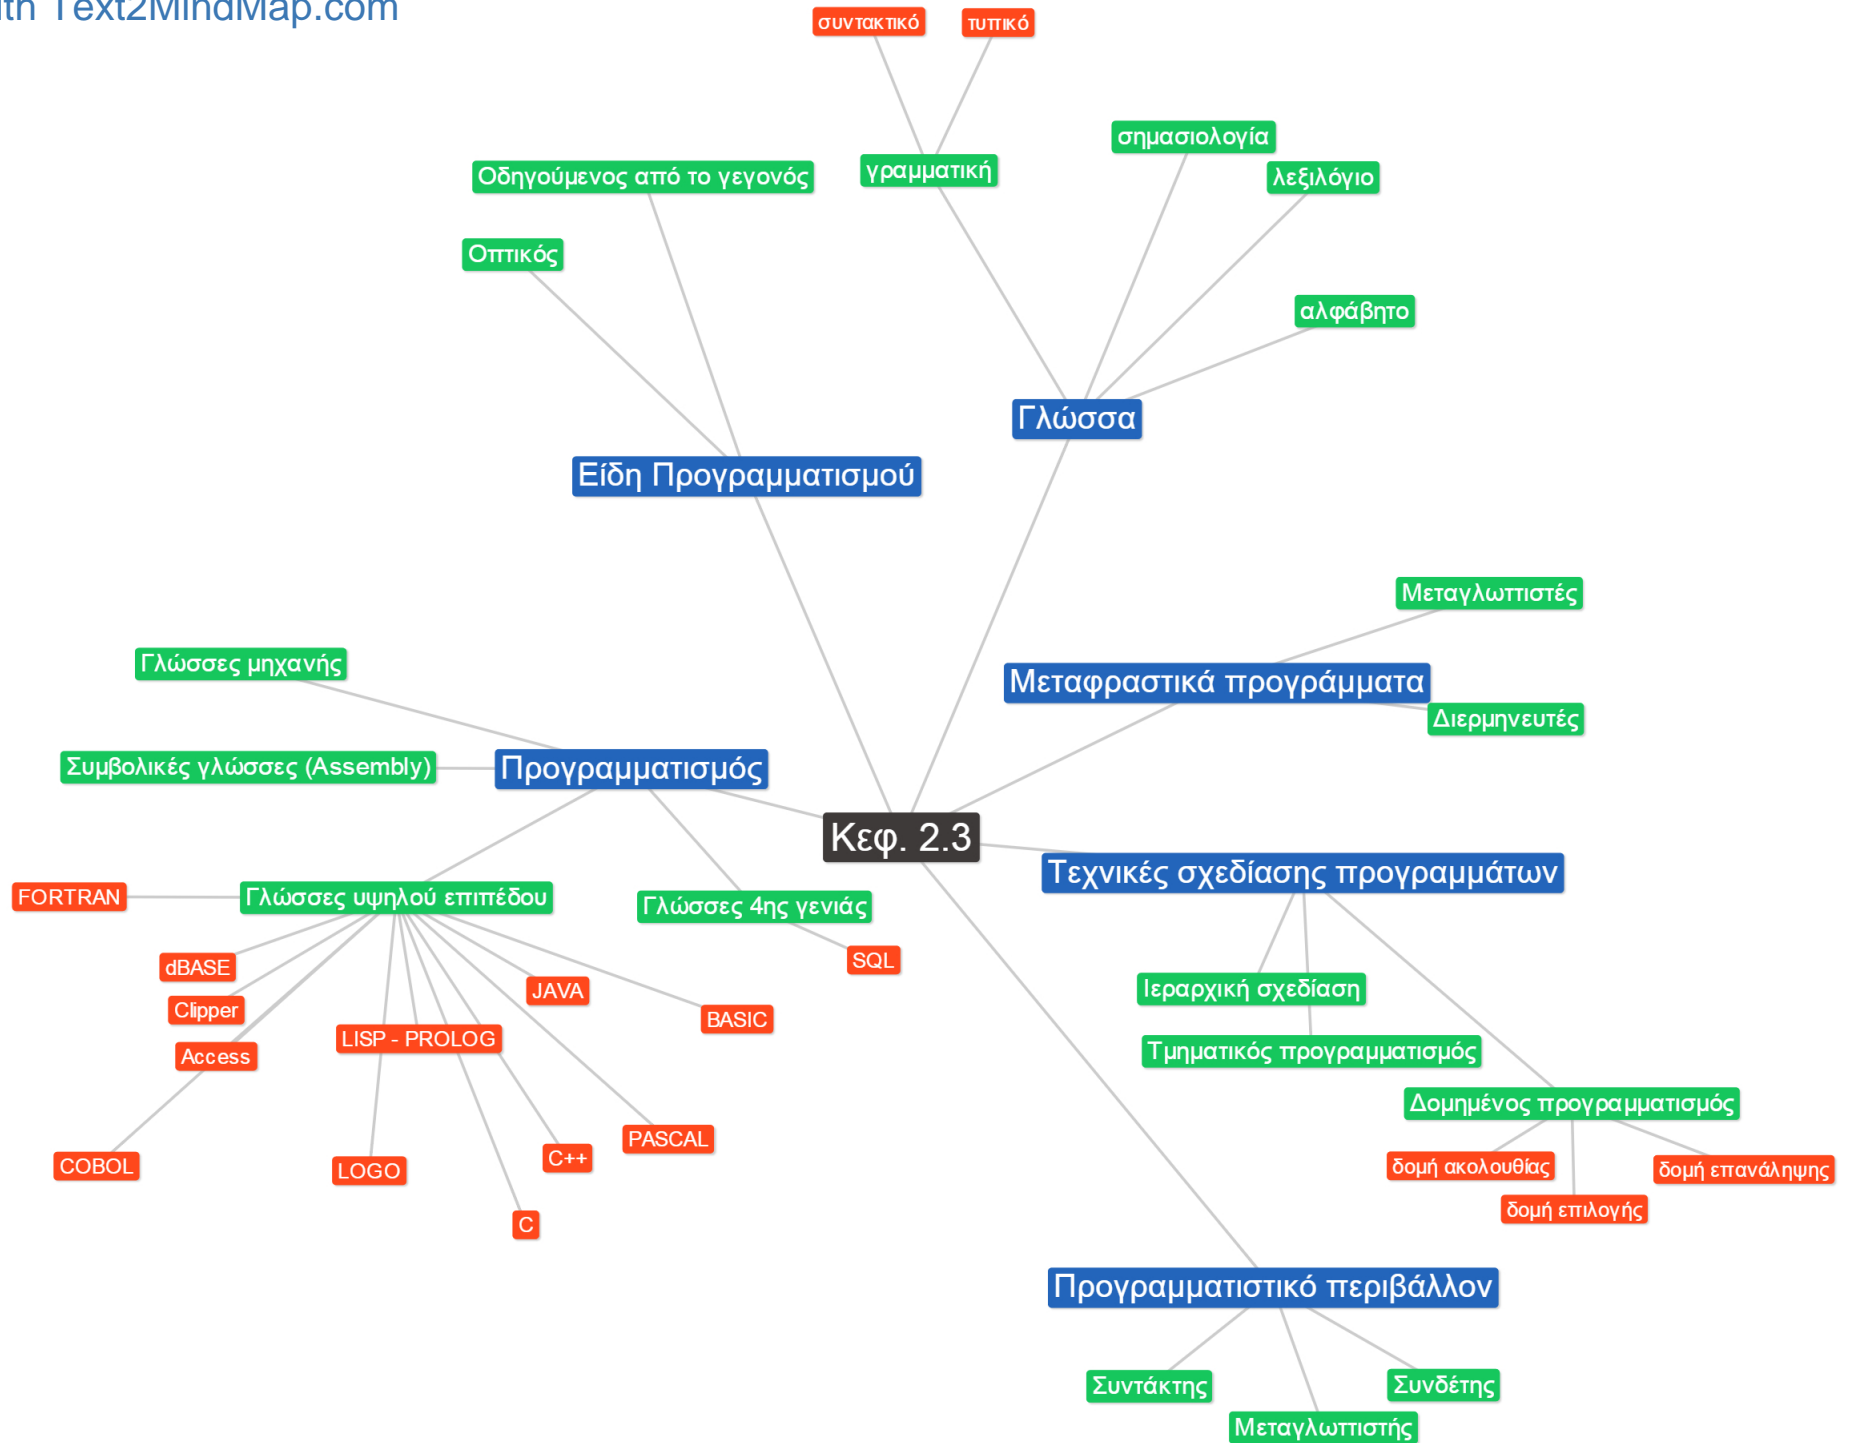 ith Text2MindMap.com
συντακτικό
τυπικό
σημασιολογία
γραμματική
Οδηγούμενος από το γεγονός
λεξιλόγιο
Οπτικός
αλφάβητο
Γλώσσα
Είδη Προγραμματισμού
Μεταγλωττιστές
Γλώσσες μηχανής
Μεταφραστικά προγράμματα
Διερμηνευτές
Συμβολικές γλώσσες (Assembly)
Προγραμματισμός
Κεφ. 2.3
Τεχνικές σχεδίασης προγραμμάτων
FORTRAN
Γλώσσες υψηλού επιπέδου
Γλώσσες 4ης γενιάς
SQL
dBASE
JAVA
Ιεραρχική σχεδίαση
Clipper
BASIC
LISP - PROLOG
Τμηματικός προγραμματισμός
Access
Δομημένος προγραμματισμός
PASCAL
C++
COBOL
LOGO
δομή ακολουθίας
δομή επανάληψης
δομή επιλογής
C
Προγραμματιστικό περιβάλλον
Συντάκτης
Συνδέτης
Μεταγλωττιστής